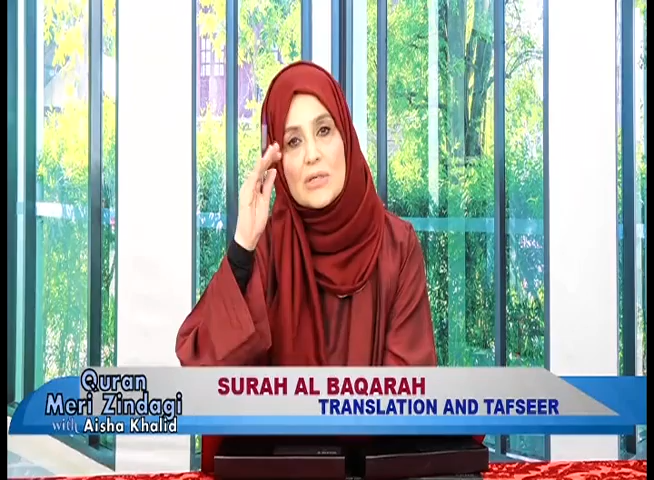 Quran
Meri Zindagi
with Aisha Khalid
SURAH AL BAQARAH
TRANSLATION AND TAFSEER